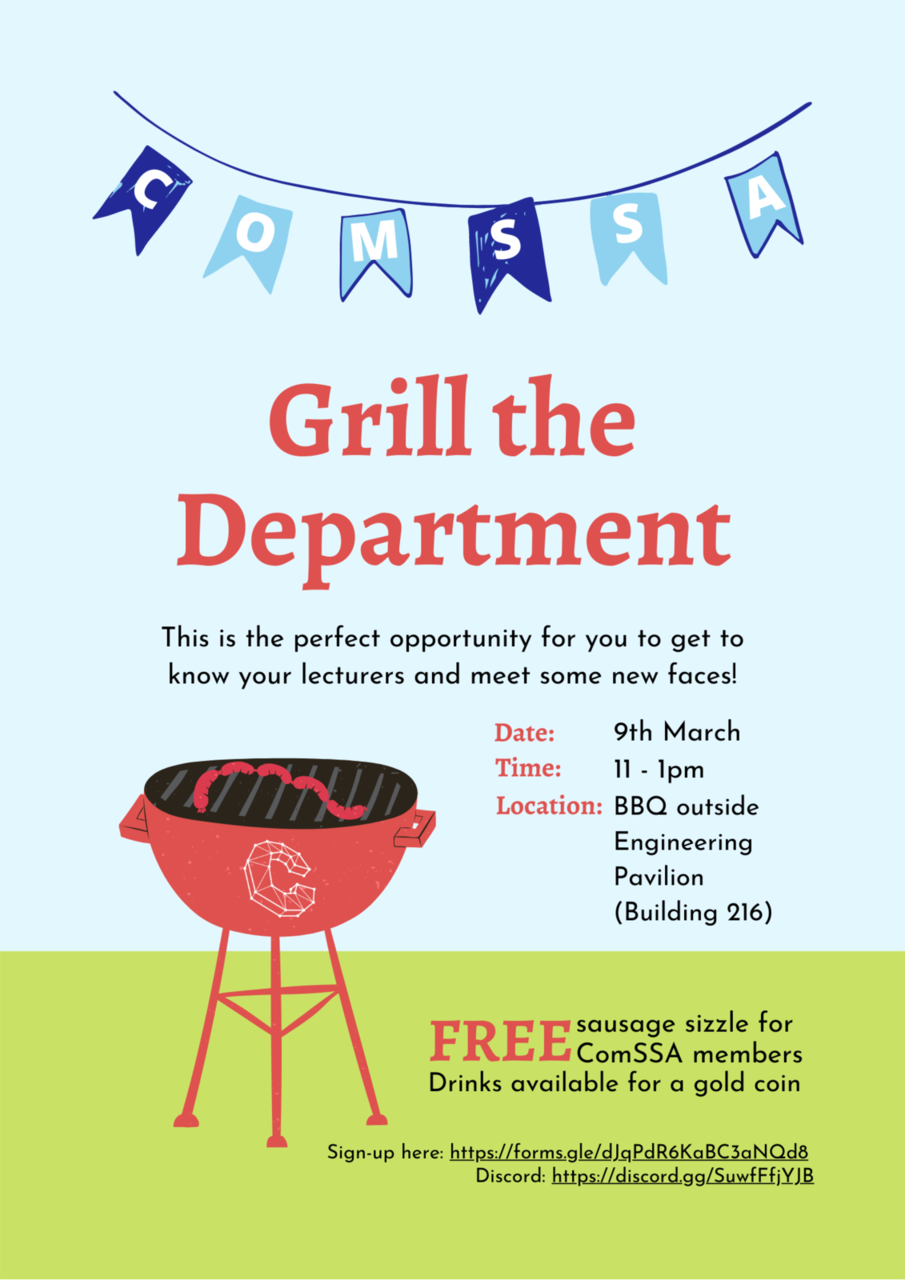 COMSSA
Grill the
Department
This is the perfect opportunity for you to get to
know your lecturers and meet some new faces!
Date: 9th March
Time: 11 - 1pm
Location: BBQ outside
Engineering
Pavilion
(Building 216)
C
FREE sausage sizzle for
ComSSA members
Drinks available for a gold coin
Sign-up here: https://forms.gle/dJqPdR6KaBC3aNQd8
Discord: https://discord.gg/SuwfFfjYJB